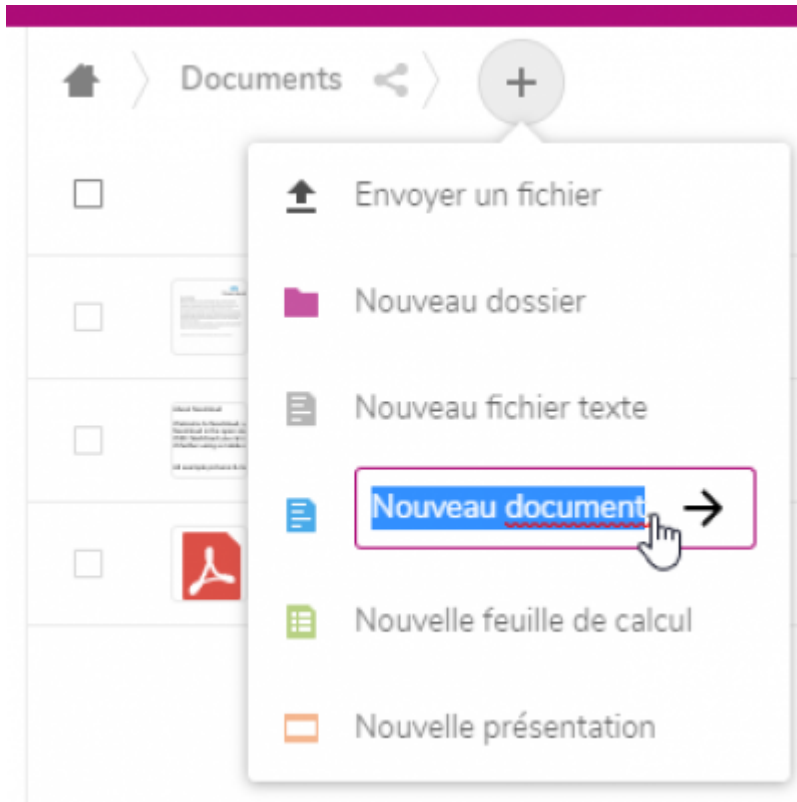 Documents
Envoyer un fichier
Nouveau dossier
Nouveau fichier texte
Nouveau document
Nouvelle feuille de calcul
Nouvelle présentation